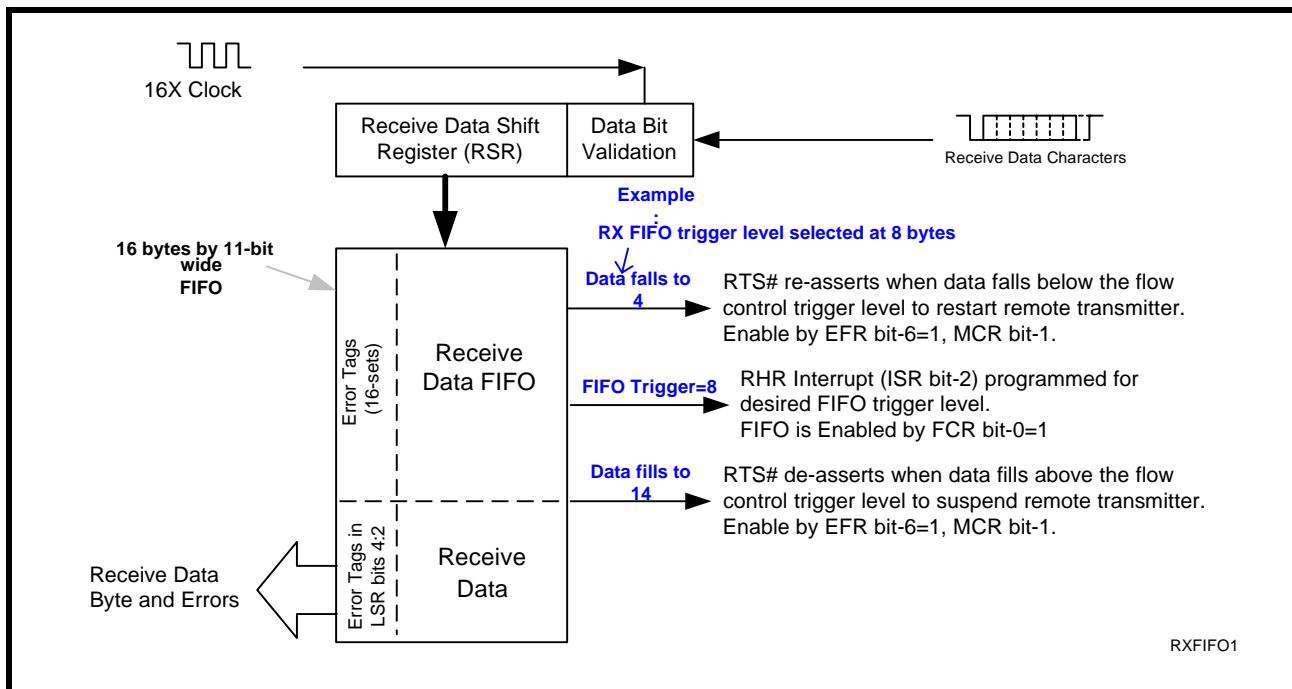 16X Clock
Receive Data Shift
Register (RSR)
Data Bit
Validation
Receive Data Characters
Example
:
RX FIFO trigger level selected at 8 bytes
16 bytes by 11-bit
wide
FIFO
Data falls to
4
RTS# re-asserts when data falls below the flow
control trigger level to restart remote transmitter.
Enable by EFR bit-6=1, MCR bit-1.
Error Tags
(16-sets)
Receive
Data FIFO
FIFO Trigger=8
RHR Interrupt (ISR bit-2) programmed for
desired FIFO trigger level.
FIFO is Enabled by FCR bit-0=1
Data fills to
14
RTS# de-asserts when data fills above the flow
control trigger level to suspend remote transmitter.
Enable by EFR bit-6=1, MCR bit-1.
Error Tags in
LSR bits 4:2
Receive
Data
Receive Data
Byte and Errors
RXFIFO1